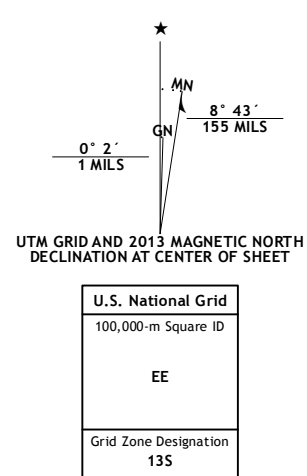 ★
MN
8° 43´
155 MILS
GN
0° 2´
1 MILS
UTM GRID AND 2013 MAGNETIC NORTH
DECLINATION AT CENTER OF SHEET
U.S. National Grid
100,000-m Square ID
EE
Grid Zone Designation
13S